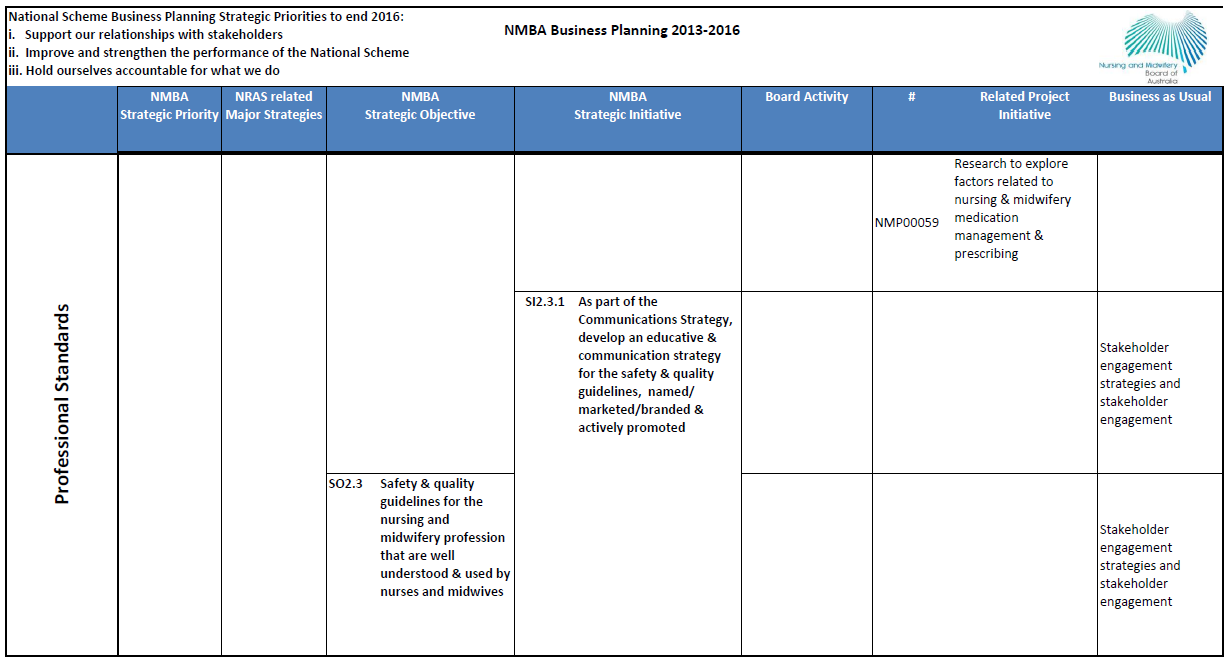 National Scheme Business Planning Strategic Priorities to end 2016:
i. Support our relationships with stakeholders
ii. Improve and strengthen the performance of the National Scheme
iii. Hold ourselves accountable for what we do
NMBA Business Planning 2013-2016
Nursing and Midwifery
Board of
Australia
NMBA
Strategic Priority
NRAS related
Major Strategies
NMBA
Strategic Objective
NMBA
Strategic Initiative
Board Activity
#
Related Project
Initiative
Business as Usual
Professional Standards
NMP00059
Research to explore
factors related to
nursing & midwifery
medication
management &
prescribing
SI2.3.1 As part of the
Communications Strategy,
develop an educative &
communication strategy
for the safety & quality
guidelines, named/
marketed/branded &
actively promoted
Stakeholder
engagement
strategies and
stakeholder
engagement
SO2.3 Safety & quality
guidelines for the
nursing and
midwifery profession
that are well
understood & used by
nurses and midwives
Stakeholder
engagement
strategies and
stakeholder
engagement